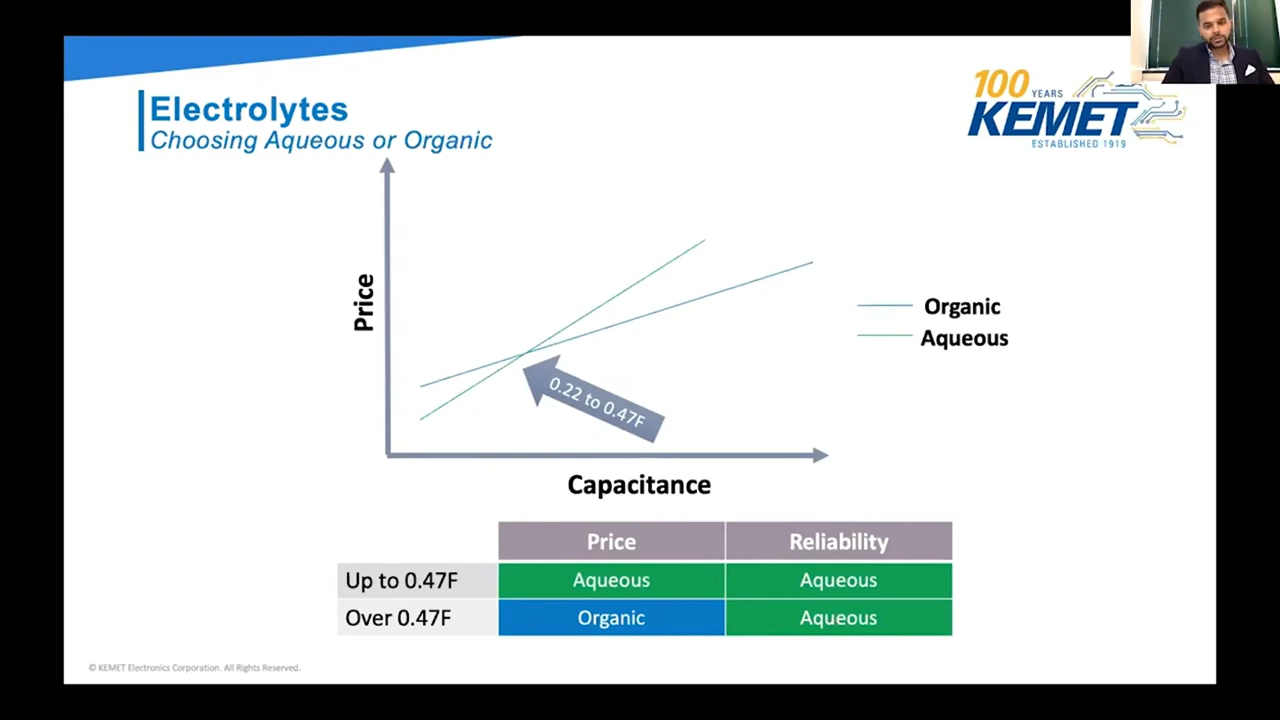 Electrolytes
Choosing Aqueous or Organic
100 YEARS
KEMET
ESTABLISHED 1919
Price
Organic
Aqueous
0.22 to 0.47F
Capacitance
Price Reliability
Up to 0.47F Aqueous Aqueous
Over 0.47F Organic Aqueous
© KEMET Electronics Corporation. All Rights Reserved.